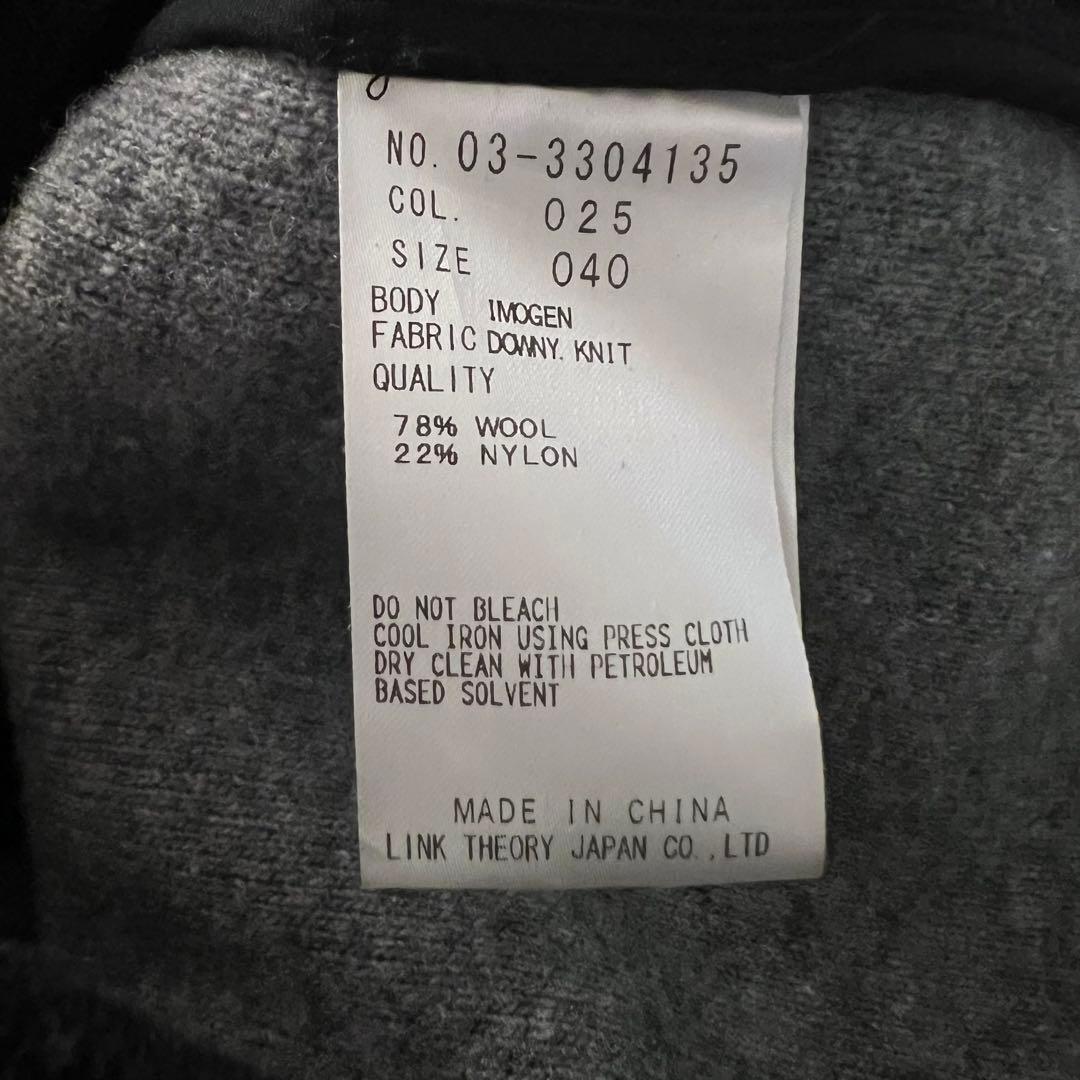 NO. 03-3304135
COL. 025
SIZE 040
BODY IMOGEN
FABRIC DOWNY. KNIT
QUALITY
78% WOOL
22% NYLON
DO NOT BLEACH
COOL IRON USING PRESS CLOTH
DRY CLEAN WITH PETROLEUM
BASED SOLVENT
MADE IN CHINA
LINK THEORY JAPAN CO.,LTD